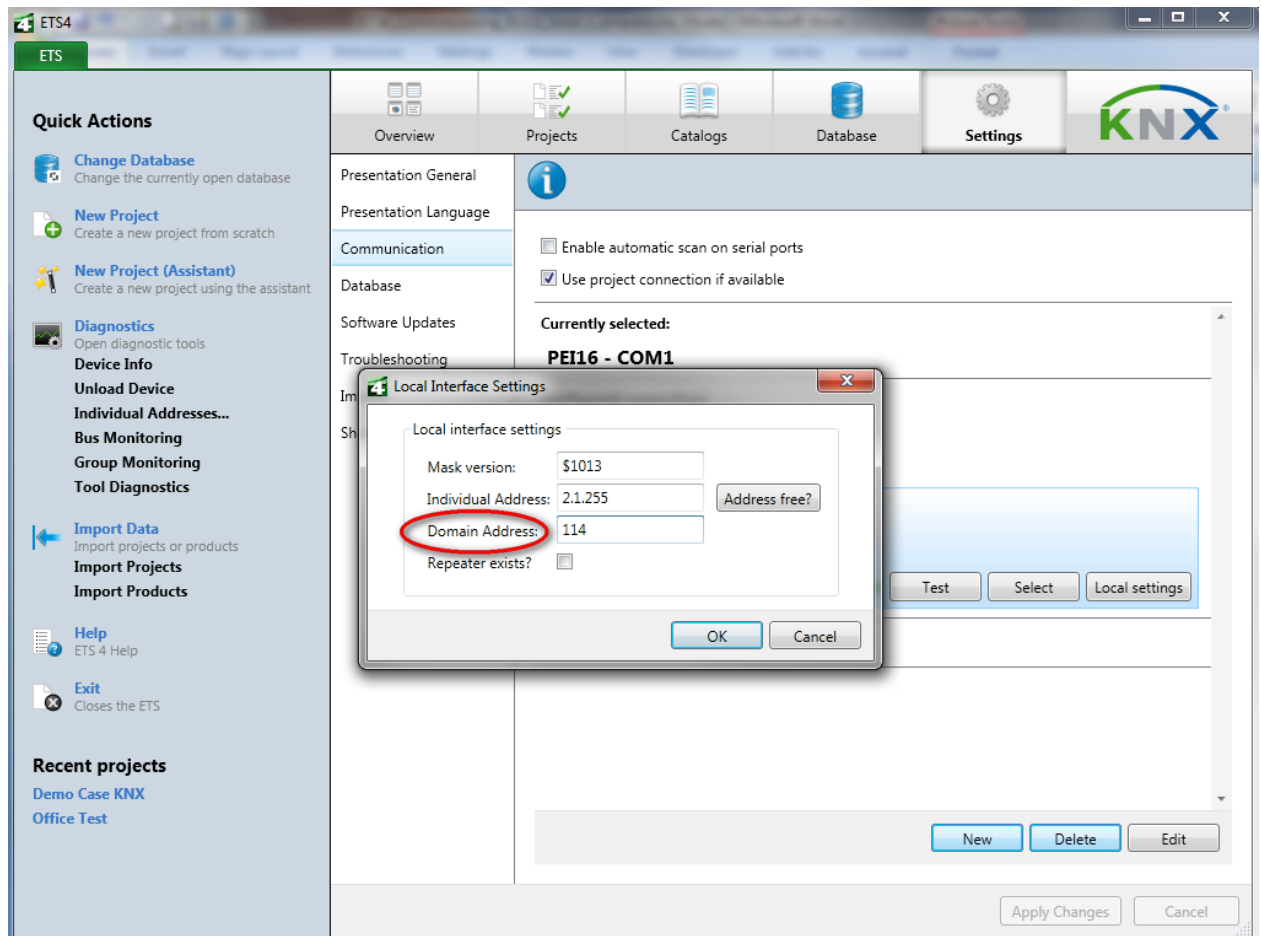 ETS4
ETS
Quick Actions
Change Database
Change the currently open database
New Project
Create a new project from scratch
New Project (Assistant)
Create a new project using the assistant
Diagnostics
Open diagnostic tools
Device Info
Unload Device
Individual Addresses...
Bus Monitoring
Group Monitoring
Tool Diagnostics
Import Data
Import projects or products
Import Projects
Import Products
Help
ETS 4 Help
Exit
Closes the ETS
Recent projects
Demo Case KNX
Office Test
Overview
Projects
Catalogs
Database
Settings
KNX
Presentation General
Presentation Language
Communication
Database
Software Updates
Troubleshooting
Im
Sh
Enable automatic scan on serial ports
Use project connection if available
Currently selected:
PEI16 - COM1
Local Interface Settings
Local interface settings
Mask version: $1013
Individual Address: 2.1.255 Address free?
Domain Address: 114
Repeater exists?
OK Cancel
Test Select Local settings
New Delete Edit
Apply Changes Cancel